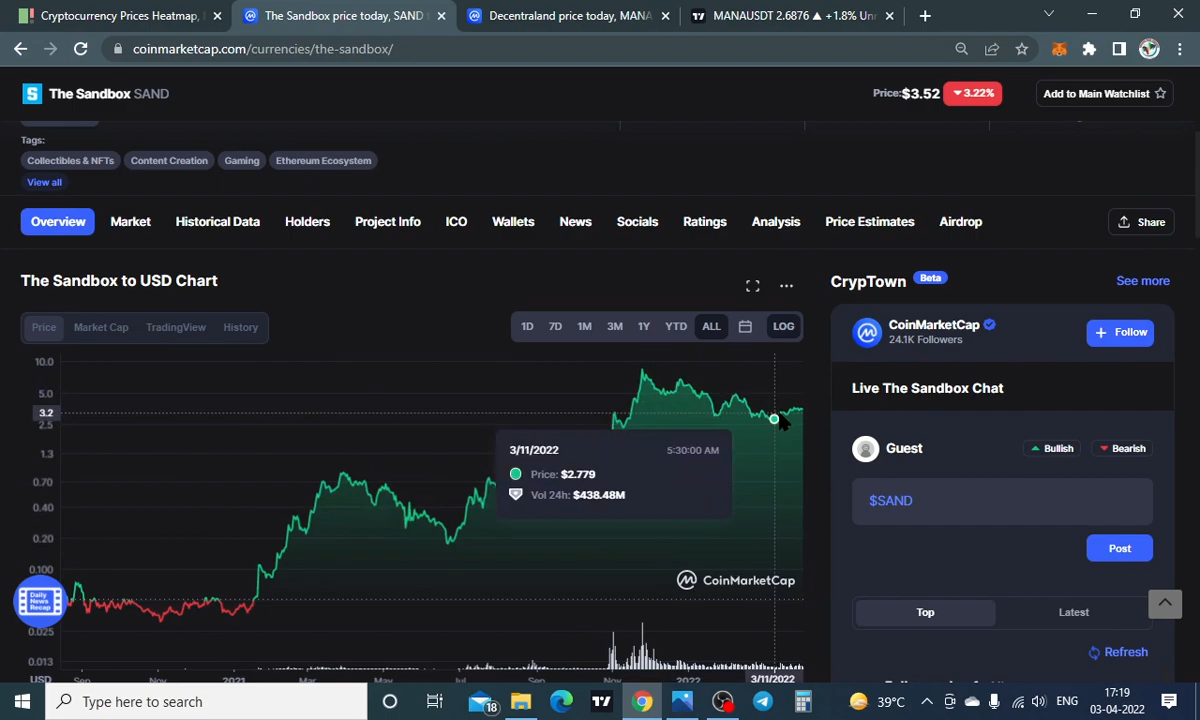 Cryptocurrency Prices Heatmap,
The Sandbox price today, SAND
Decentraland price today, MANA
MANAUSDT 2.6876 ▲ +1.8% Unn
coinmarketcap.com/currencies/the-sandbox/
S The Sandbox SAND
Price:$3.52 3.22%
Add to Main Watchlist
Tags:
Collectibles & NFTs Content Creation Gaming Ethereum Ecosystem
View all
Overview Market Historical Data Holders Project Info ICO Wallets News Socials Ratings Analysis Price Estimates Airdrop Share
The Sandbox to USD Chart
Price Market Cap TradingView History
1D 7D 1M 3M 1Y YTD ALL LOG
10.0
5.0
3.2
2.5
1.3
0.70
0.40
0.20
0.100
0.025
0.013
3/11/2022 5:30:00 AM
Price: $2.779
Vol 24h: $438.48M
CoinMarketCap
USD Sep Nov 2021 Mar May Jul Sep Nov 2022 3/11/2022
Daily
News
Recap
CrypTown Beta See more
CoinMarketCap
24.1K Followers
+ Follow
Live The Sandbox Chat
Guest Bullish Bearish
$SAND
Post
Top Latest
Refresh
Type here to search
18
39°C
ENG
17:19
03-04-2022